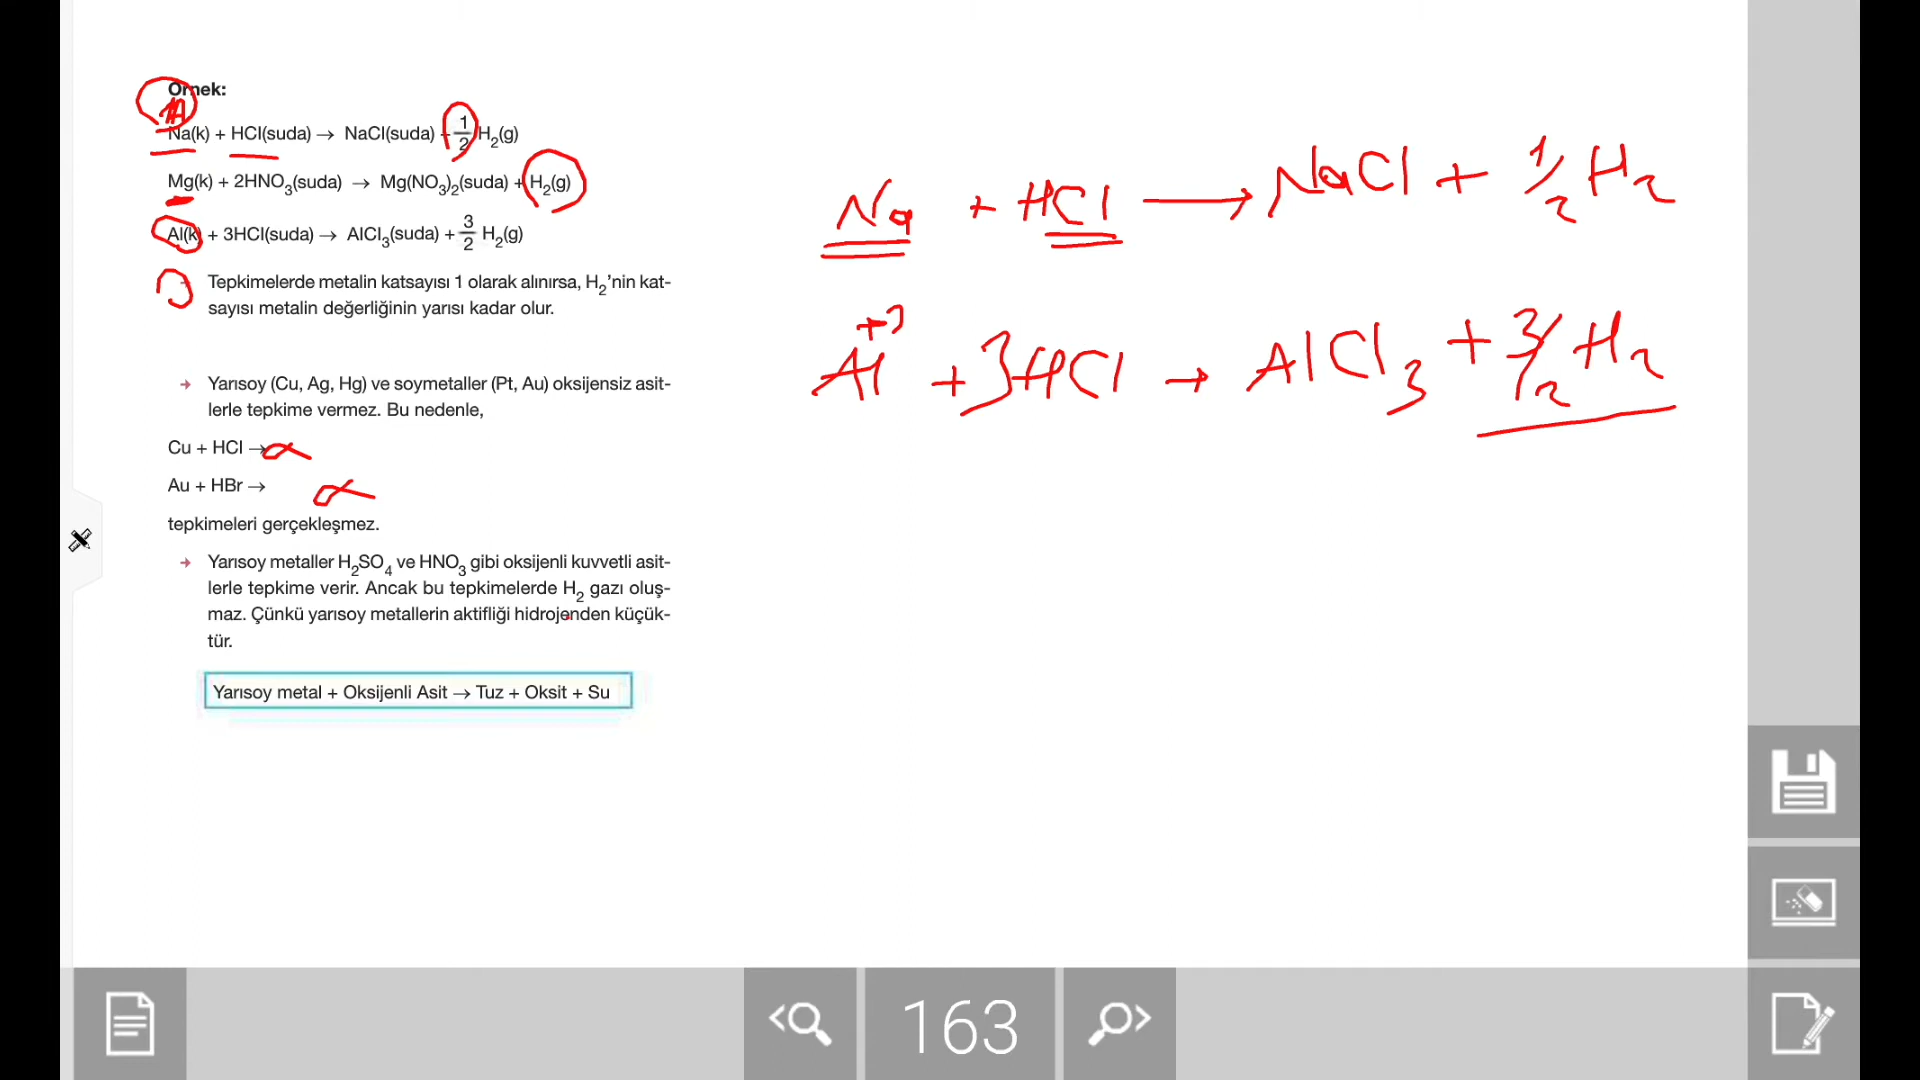 Örnek:
1A
Na(k) + HCl(suda) → NaCl(suda) + 1/2 H₂(g)
Mg(k) + 2HNO₃(suda) → Mg(NO₃)₂(suda) + H₂(g)
Al(k) + 3HCl(suda) → AlCl₃(suda) + 3/2 H₂(g)
→ Tepkimelerde metalin katsayısı 1 olarak alınırsa, H₂'nin kat-
sayısı metalin değerliğinin yarısı kadar olur.
→ Yarısoy (Cu, Ag, Hg) ve soymetaller (Pt, Au) oksijensiz asit-
lerle tepkime vermez. Bu nedenle,
Cu + HCl →
Au + HBr →
tepkimeleri gerçekleşmez.
→ Yarısoy metaller H₂SO₄ ve HNO₃ gibi oksijenli kuvvetli asit-
lerle tepkime verir. Ancak bu tepkimelerde H₂ gazı oluş-
maz. Çünkü yarısoy metallerin aktifliği hidrojenden küçük-
tür.
Yarısoy metal + Oksijenli Asit → Tuz + Oksit + Su
Na + HCl → NaCl + 1/2 H₂
+3
Al + 3HCl → AlCl₃ + 3/2 H₂
163